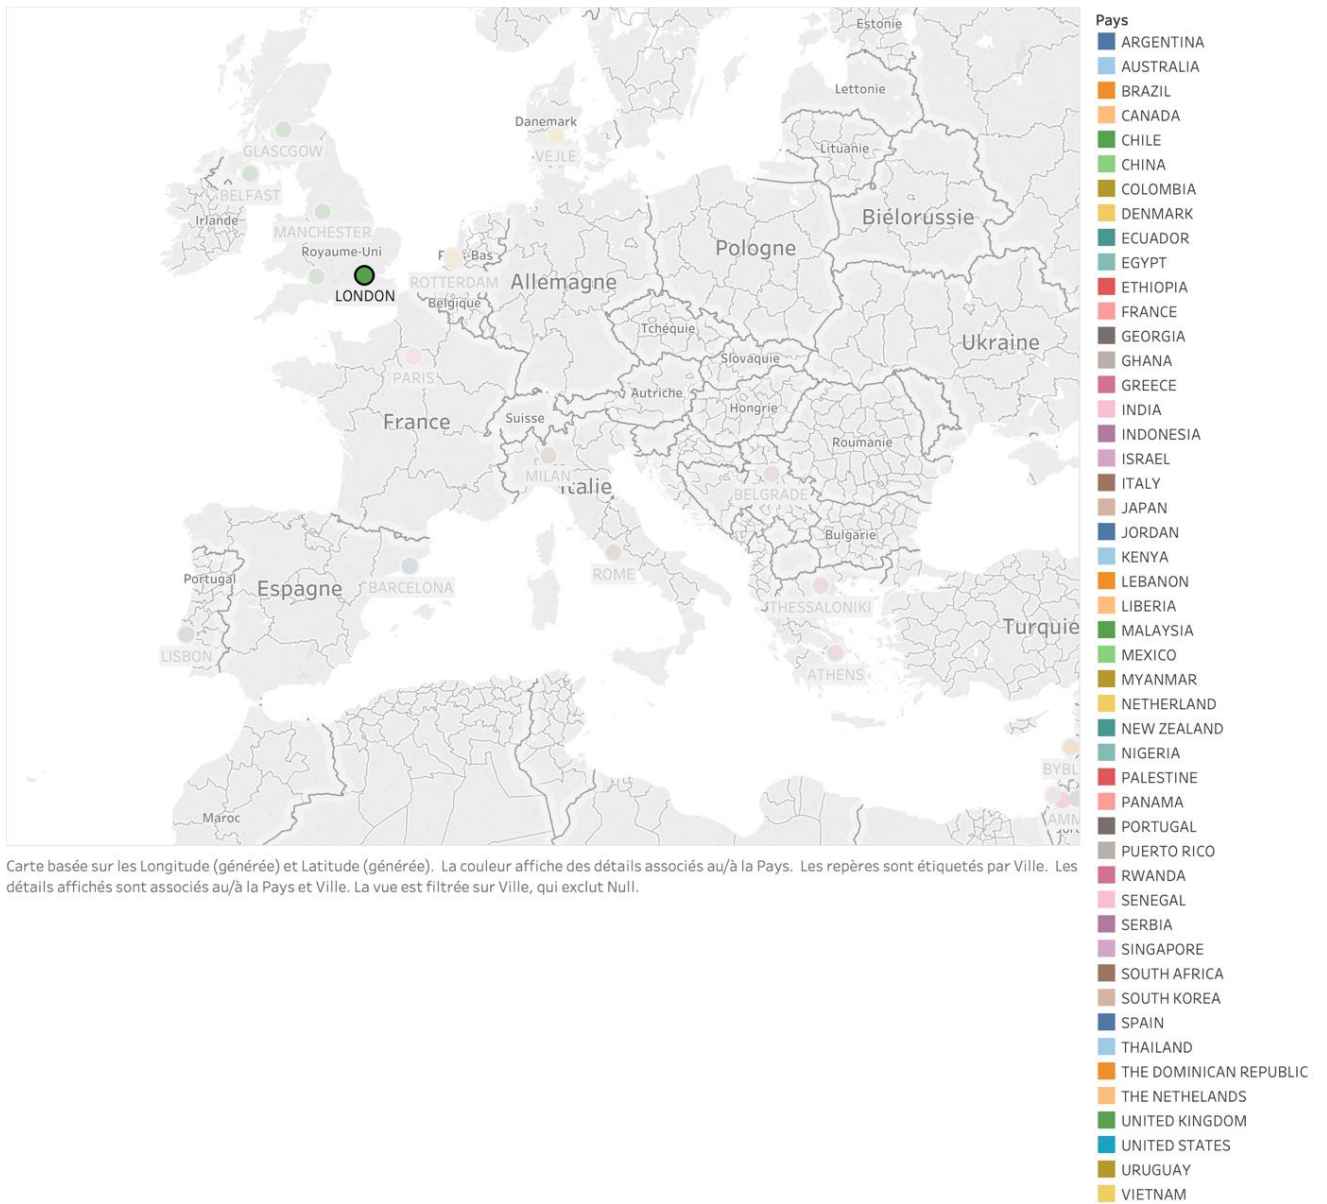 Estonie
Lettonie
Danemark
Lituanie
VEJLE
GLASCGOW
BELFAST
Biélorussie
Irlande
MANCHESTER
Pologne
Royaume-Uni
ROTTERDAM
Allemagne
LONDON
Belgique
Tchéquie
Ukraine
Slovaquie
PARIS
Autriche
Hongrie
France
Suisse
Roumanie
MILAN
Italie
BELGRADE
Bulgarie
ROME
Portugal
Espagne
BARCELONA
THESSALONIKI
Turquie
LISBON
ATHENS
BYBL
Maroc
AMM
Carte basée sur les Longitude (générée) et Latitude (générée). La couleur affiche des détails associés au/à la Pays. Les repères sont étiquetés par Ville. Les
détails affichés sont associés au/à la Pays et Ville. La vue est filtrée sur Ville, qui exclut Null.
Pays
ARGENTINA
AUSTRALIA
BRAZIL
CANADA
CHILE
CHINA
COLOMBIA
DENMARK
ECUADOR
EGYPT
ETHIOPIA
FRANCE
GEORGIA
GHANA
GREECE
INDIA
INDONESIA
ISRAEL
ITALY
JAPAN
JORDAN
KENYA
LEBANON
LIBERIA
MALAYSIA
MEXICO
MYANMAR
NETHERLAND
NEW ZEALAND
NIGERIA
PALESTINE
PANAMA
PORTUGAL
PUERTO RICO
RWANDA
SENEGAL
SERBIA
SINGAPORE
SOUTH AFRICA
SOUTH KOREA
SPAIN
THAILAND
THE DOMINICAN REPUBLIC
THE NETHELANDS
UNITED KINGDOM
UNITED STATES
URUGUAY
VIETNAM